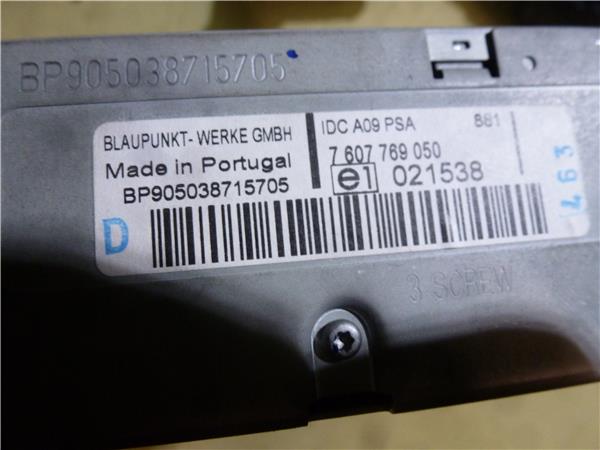 BP905038715705
BLAUPUNKT- WERKE GMBH
Made in Portugal
BP905038715705
D
IDC A09 PSA 881
7 607 769 050
e1 021538
463
3 SCREW